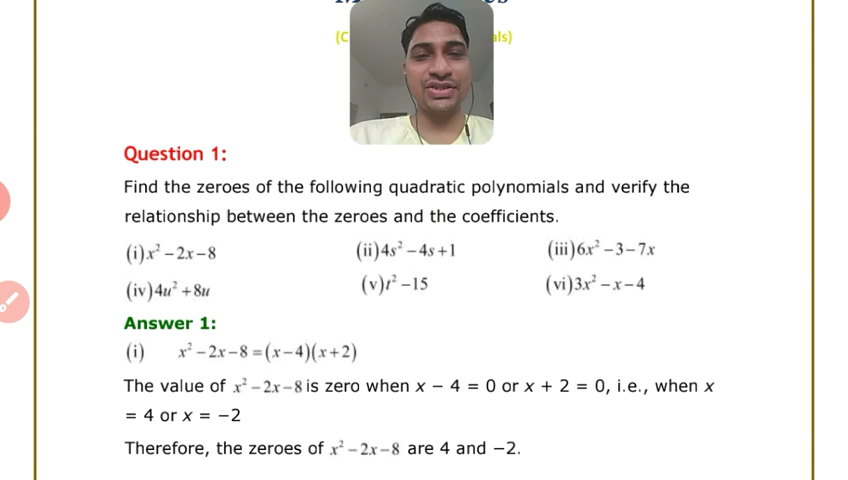 ls)
Question 1:
Find the zeroes of the following quadratic polynomials and verify the
relationship between the zeroes and the coefficients.
(i) x² − 2x − 8 (ii) 4s² − 4s + 1 (iii) 6x² − 3 − 7x
(iv) 4u² + 8u (v) t² − 15 (vi) 3x² − x − 4
Answer 1:
(i) x² − 2x − 8 = (x − 4)(x + 2)
The value of x² − 2x − 8 is zero when x − 4 = 0 or x + 2 = 0, i.e., when x
= 4 or x = −2
Therefore, the zeroes of x² − 2x − 8 are 4 and −2.